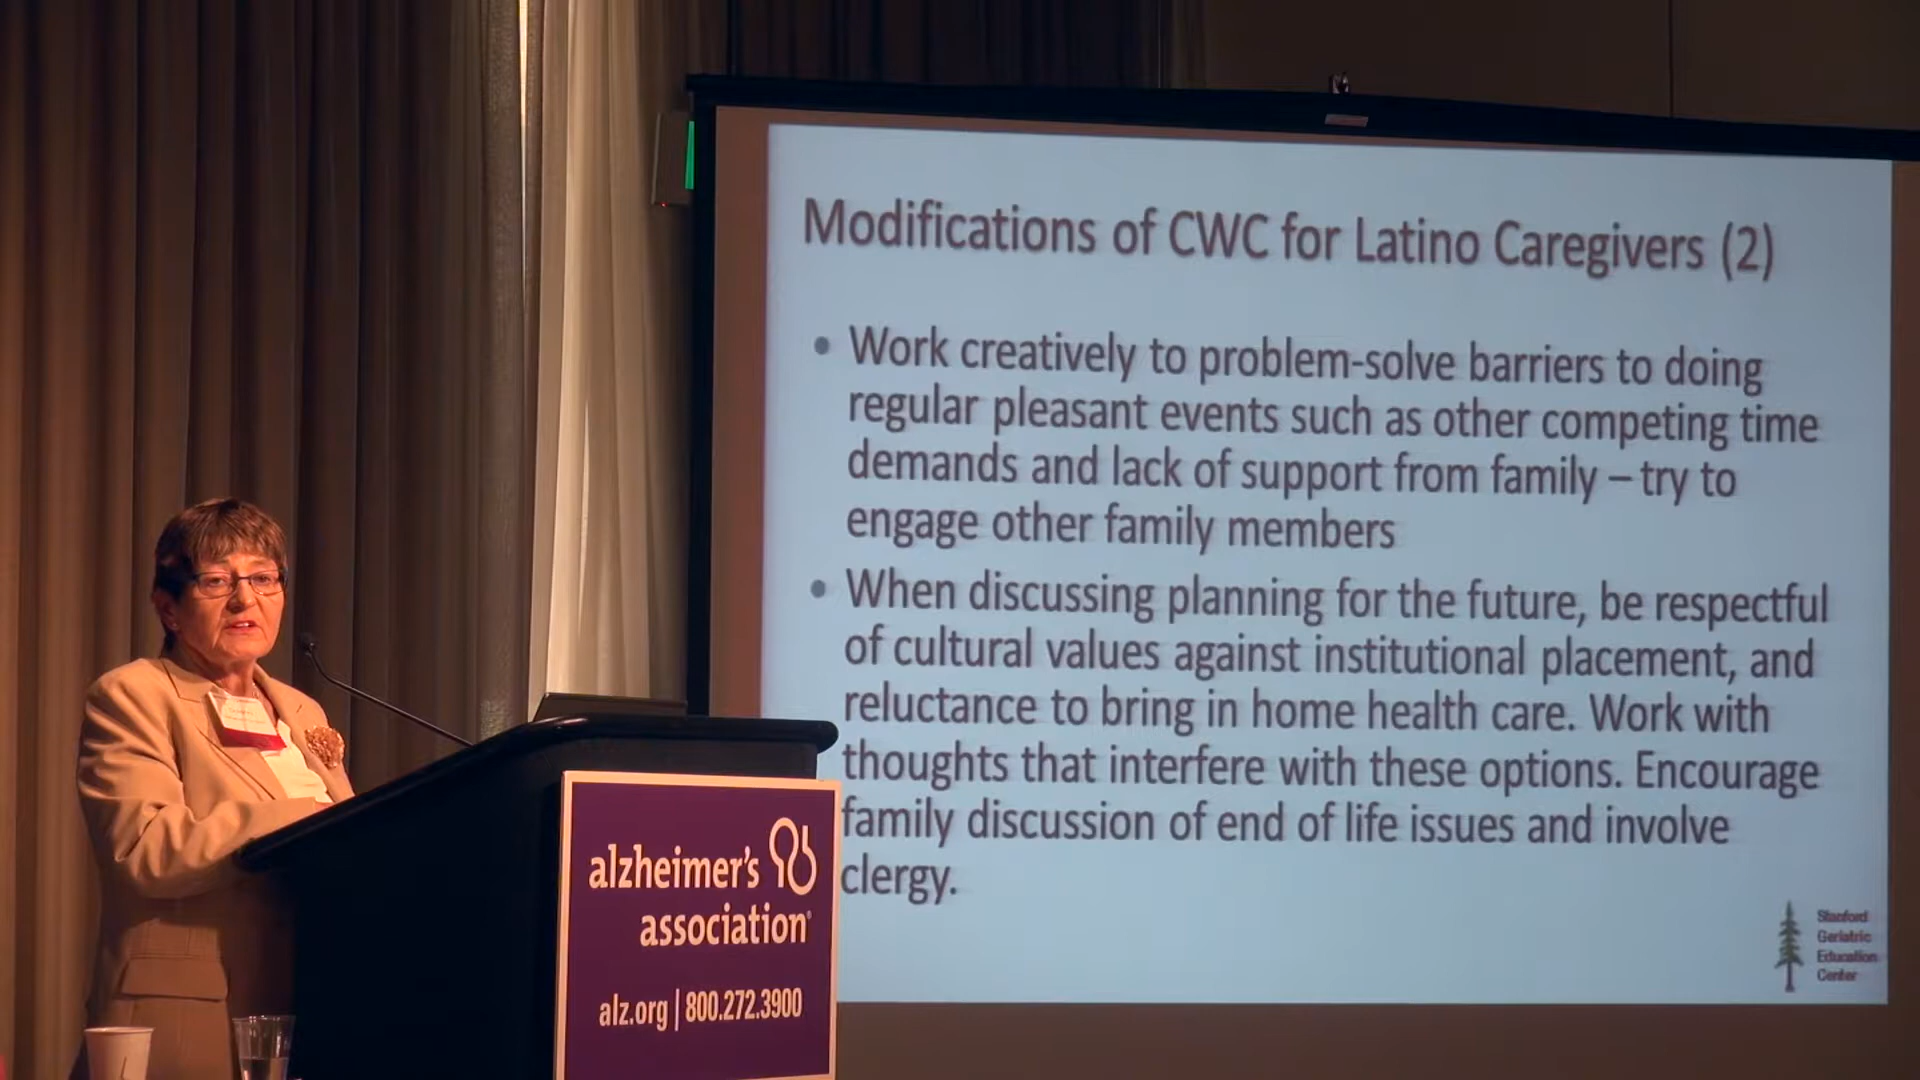 Modifications of CWC for Latino Caregivers (2)
• Work creatively to problem-solve barriers to doing
regular pleasant events such as other competing time
demands and lack of support from family – try to
engage other family members
• When discussing planning for the future, be respectful
of cultural values against institutional placement, and
reluctance to bring in home health care. Work with
thoughts that interfere with these options. Encourage
family discussion of end of life issues and involve
clergy.
Stanford
Geriatric
Education
Center
alzheimer's
association®
alz.org | 800.272.3900